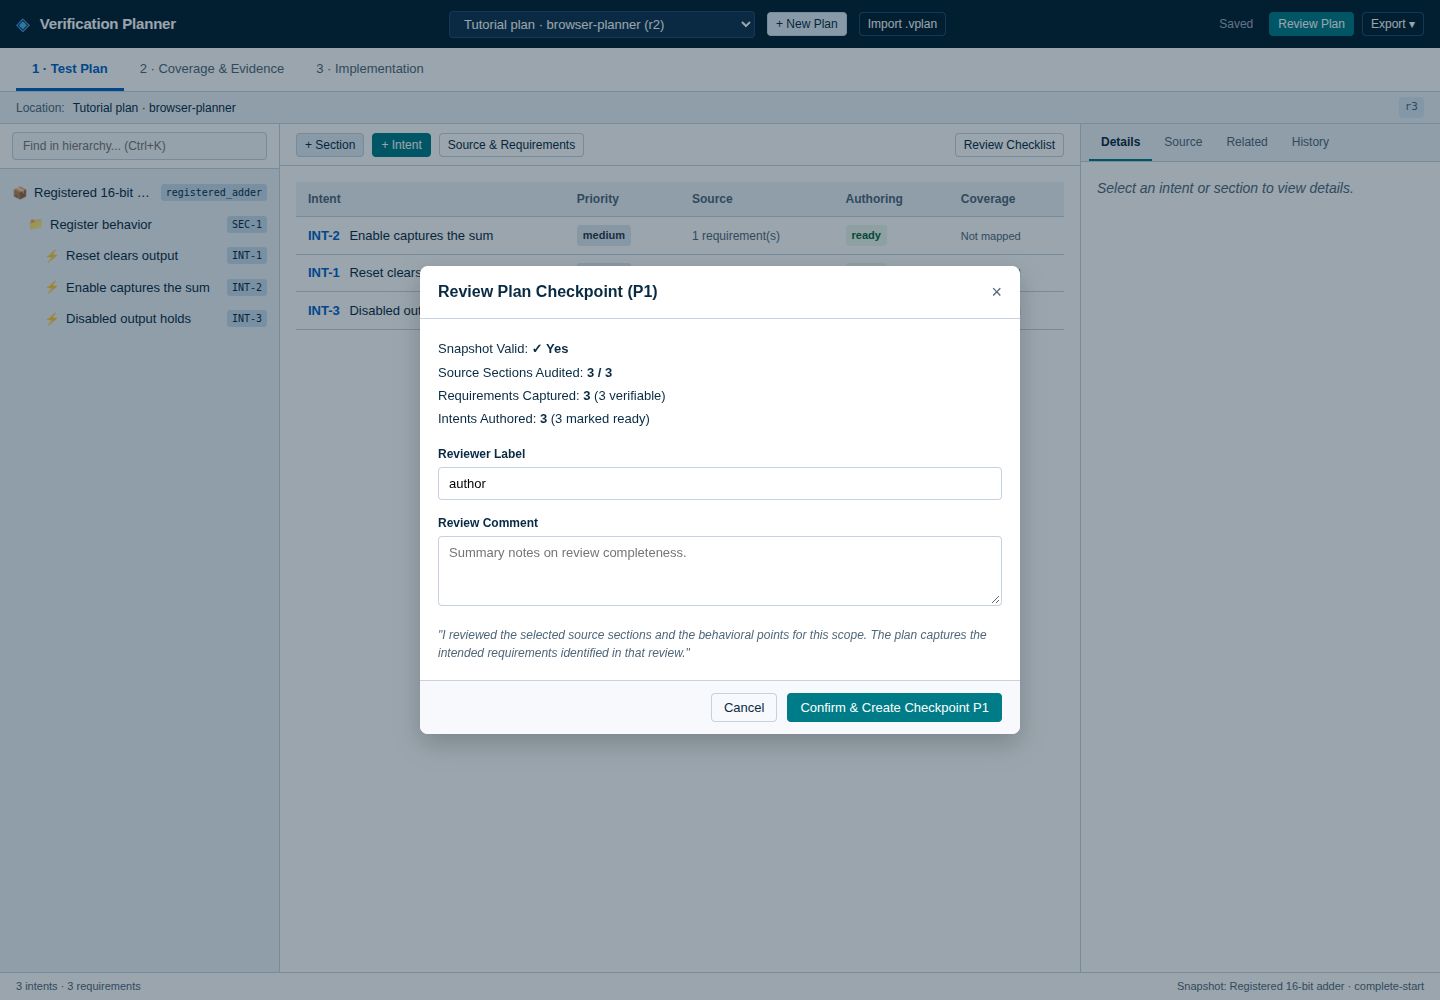 ◈ Verification Planner
Tutorial plan · browser-planner (r2)
+ New Plan
Import .vplan
Saved
Review Plan
Export ▾
1 · Test Plan
2 · Coverage & Evidence
3 · Implementation
Location: Tutorial plan · browser-planner
r3
Find in hierarchy... (Ctrl+K)
Registered 16-bit ... registered_adder
Register behavior SEC-1
Reset clears output INT-1
Enable captures the sum INT-2
Disabled output holds INT-3
+ Section
+ Intent
Source & Requirements
Review Checklist
Intent Priority Source Authoring Coverage
INT-2 Enable captures the sum medium 1 requirement(s) ready Not mapped
INT-1 Reset clears
INT-3 Disabled out
Details Source Related History
Select an intent or section to view details.
Review Plan Checkpoint (P1)
×
Snapshot Valid: ✓ Yes
Source Sections Audited: 3 / 3
Requirements Captured: 3 (3 verifiable)
Intents Authored: 3 (3 marked ready)
Reviewer Label
author
Review Comment
Summary notes on review completeness.
"I reviewed the selected source sections and the behavioral points for this scope. The plan captures the
intended requirements identified in that review."
Cancel
Confirm & Create Checkpoint P1
3 intents · 3 requirements
Snapshot: Registered 16-bit adder · complete-start